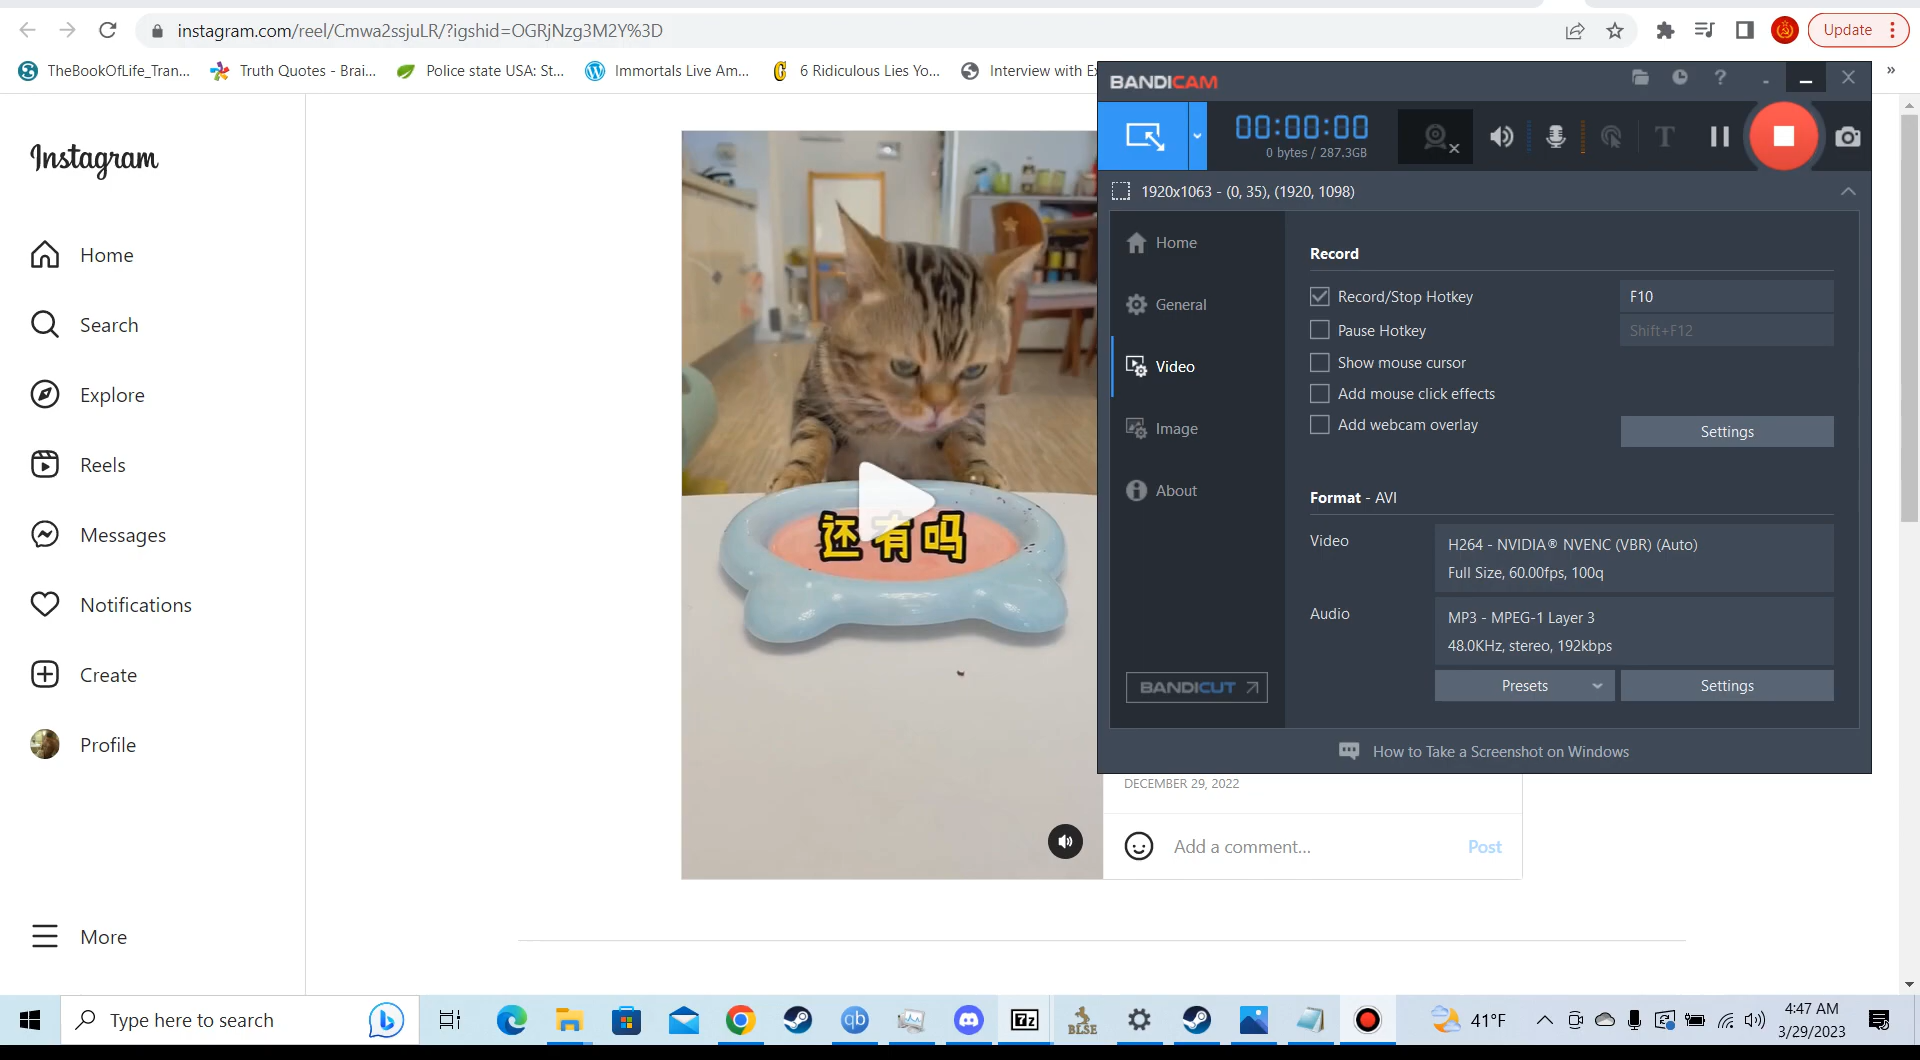 instagram.com/reel/Cmwa2ssjuLR/?igshid=OGRjNzg3M2Y%3D
Update
TheBookOfLife_Tran...
Truth Quotes - Brai...
Police state USA: St...
Immortals Live Am...
6 Ridiculous Lies Yo...
Interview with Ex
»
BANDICAM
?
00:00:00
0 bytes / 287.3GB
T
1920x1063 - (0, 35), (1920, 1098)
Instagram
Home
Search
Explore
Reels
Messages
Notifications
Create
Profile
More
还有吗
Home
General
Video
Image
About
BANDICUT
Record
Record/Stop Hotkey
F10
Pause Hotkey
Shift+F12
Show mouse cursor
Add mouse click effects
Add webcam overlay
Settings
Format - AVI
Video
H264 - NVIDIA® NVENC (VBR) (Auto)
Full Size, 60.00fps, 100q
Audio
MP3 - MPEG-1 Layer 3
48.0KHz, stereo, 192kbps
Presets
Settings
How to Take a Screenshot on Windows
DECEMBER 29, 2022
Add a comment...
Post
Type here to search
qb
7z
BLSE
41°F
4:47 AM
3/29/2023